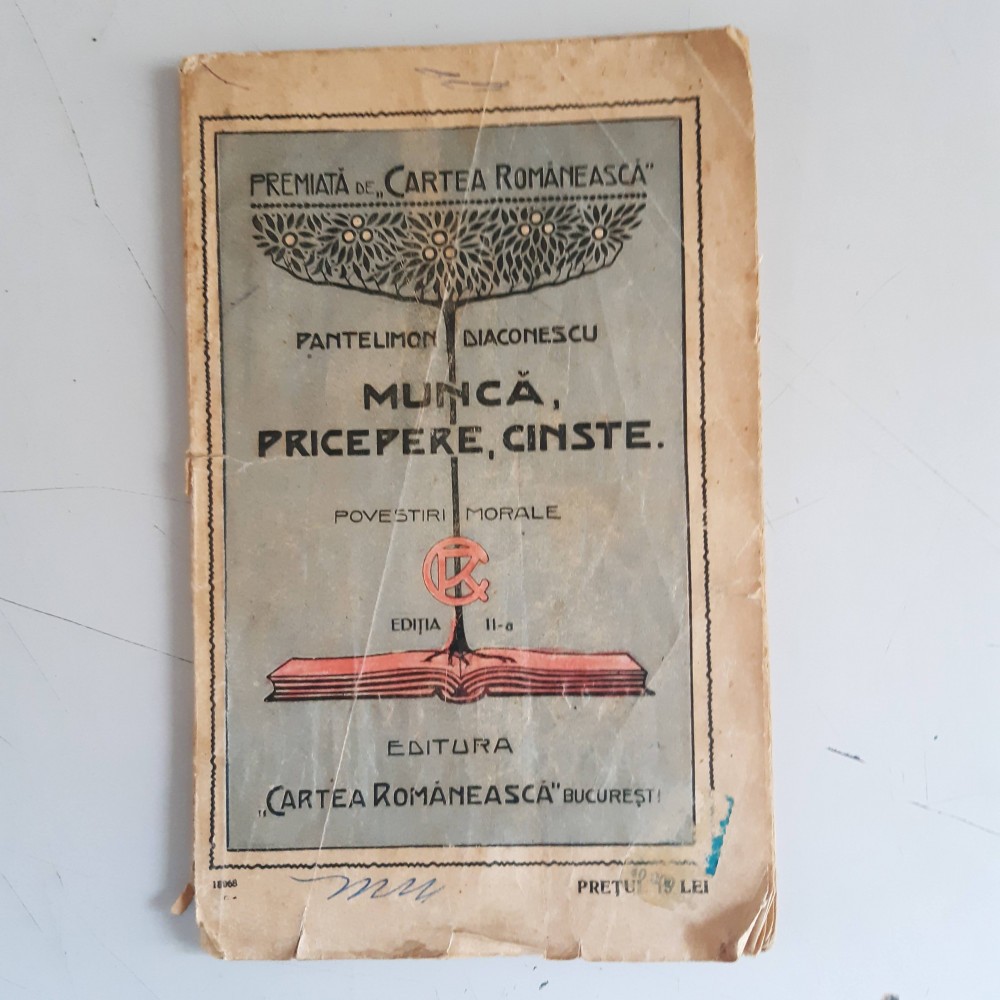 PREMIATĂ DE „CARTEA ROMÂNEASCĂ"
PANTELIMON DIACONESCU
MUNCĂ,
PRICEPERE, CINSTE.
POVESTIRI MORALE
CR
EDIȚIA II-a
EDITURA
„CARTEA ROMÂNEASCĂ" BUCUREȘTI
PREȚUL LEI